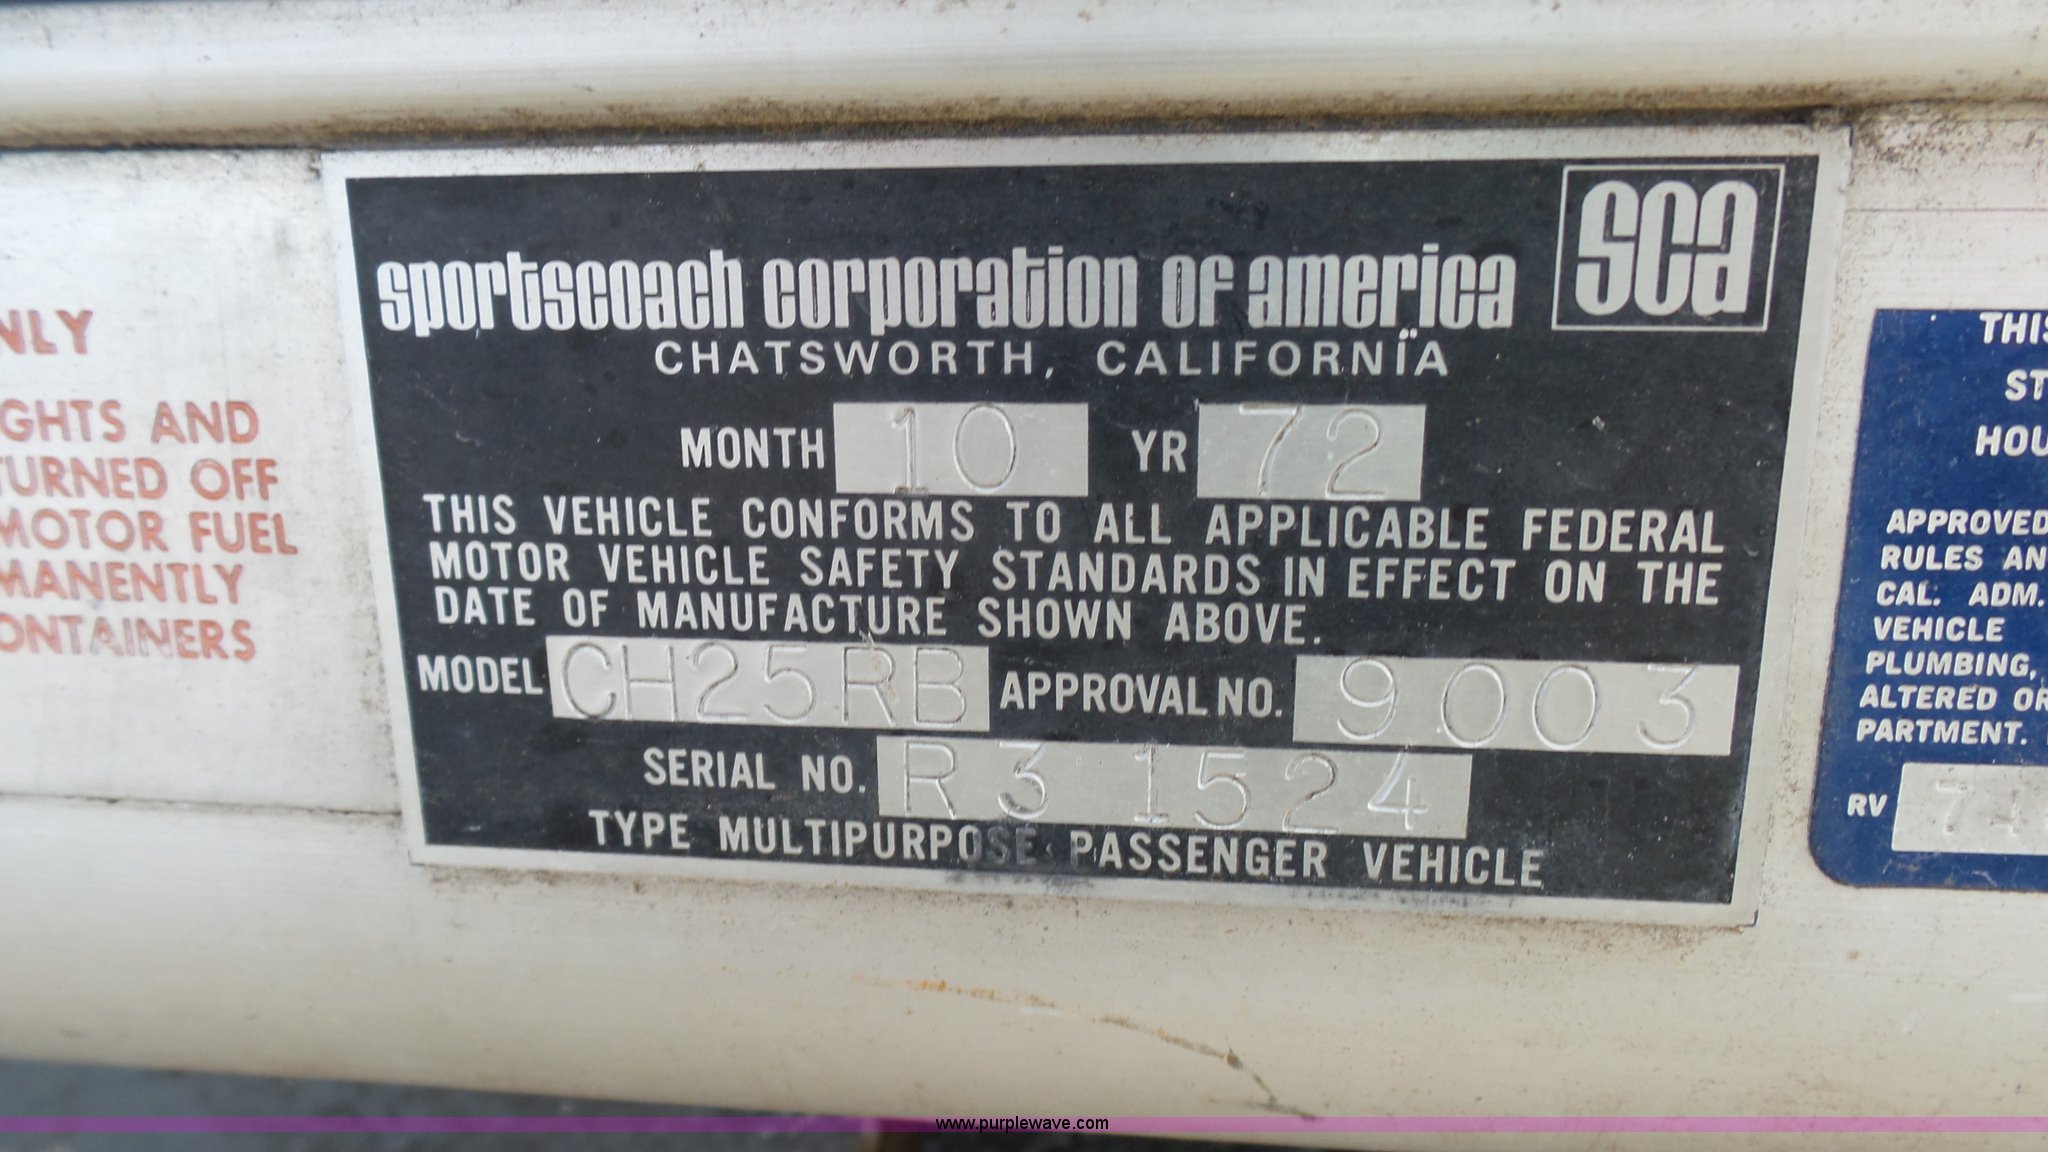 NLY
GHTS AND
TURNED OFF
MOTOR FUEL
MANENTLY
ONTAINERS
sca
sportscoach corporation of america
CHATSWORTH, CALIFORNIA
MONTH 10 YR 72
THIS VEHICLE CONFORMS TO ALL APPLICABLE FEDERAL
MOTOR VEHICLE SAFETY STANDARDS IN EFFECT ON THE
DATE OF MANUFACTURE SHOWN ABOVE.
MODEL CH25RB APPROVAL NO. 9003
SERIAL NO. R3 1524
TYPE MULTIPURPOSE PASSENGER VEHICLE
THIS
ST
HOU
APPROVED
RULES AN
CAL. ADM.
VEHICLE
PLUMBING,
ALTERED OR
PARTMENT.
RV 74
www.purplewave.com